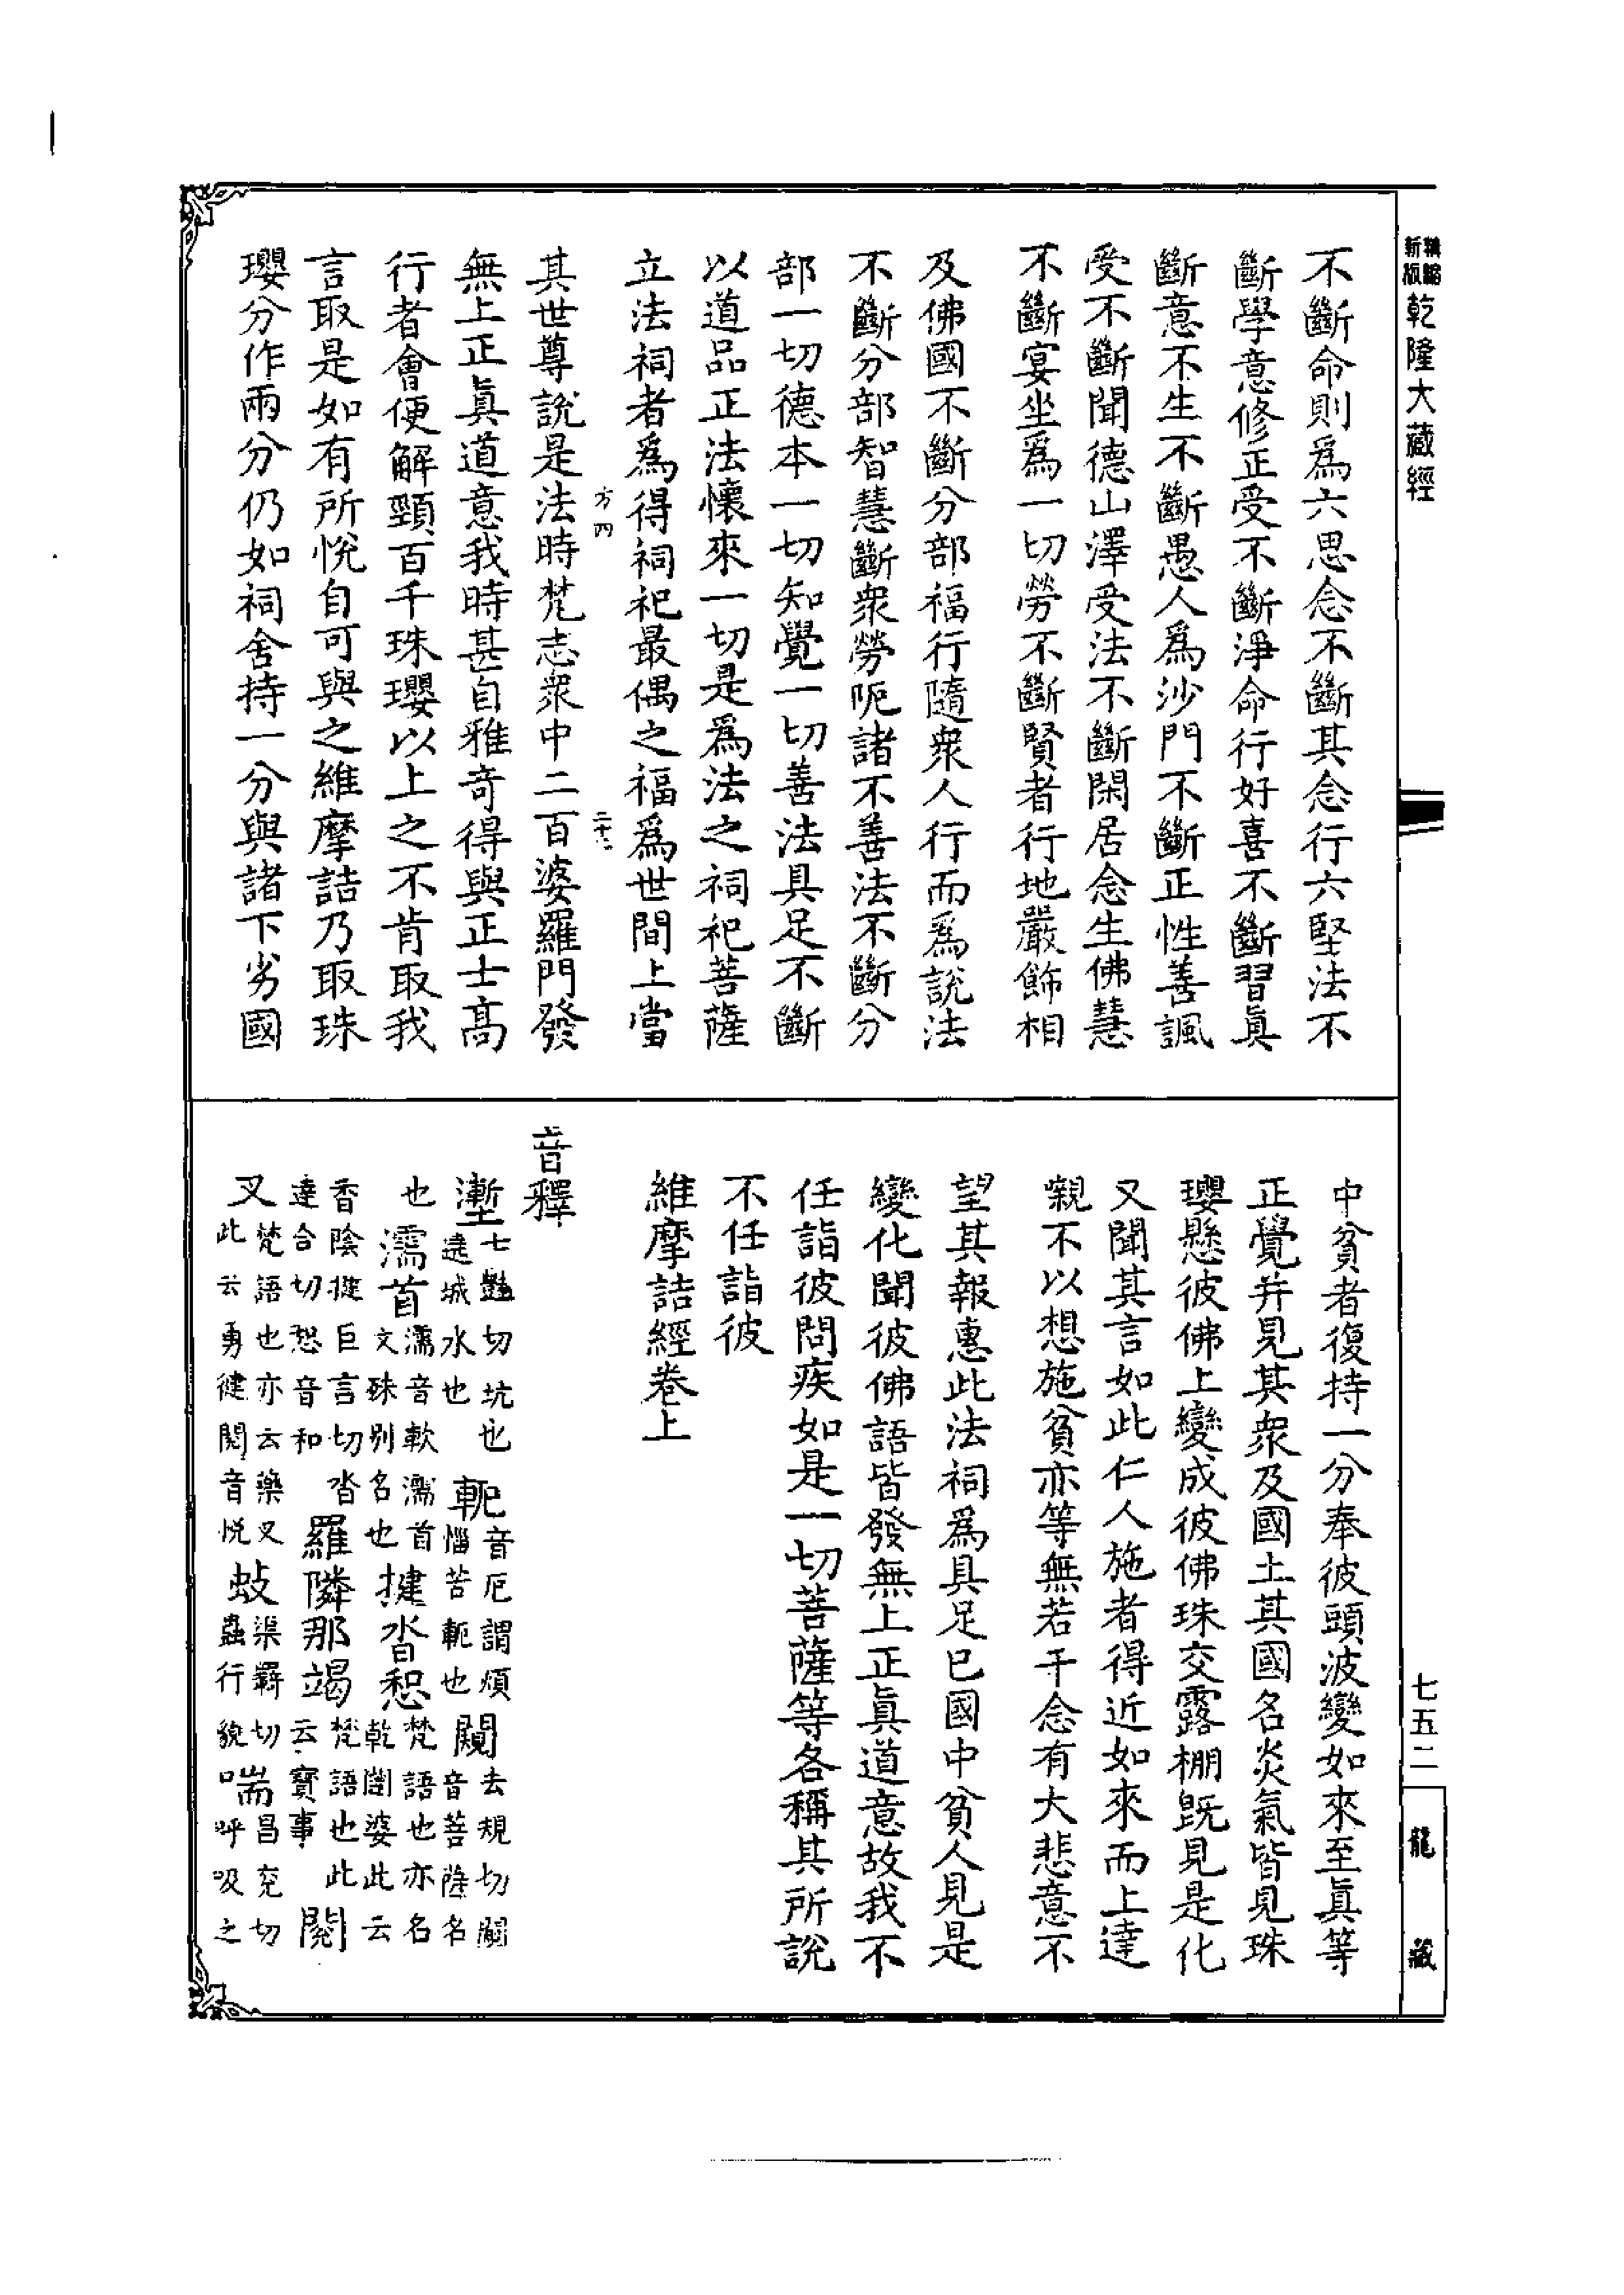 新版
乾隆大藏經
不斷命則爲六思念不斷其念行六堅法不
斷學意修正受不斷淨命行好喜不斷習眞
斷意不生不斷愚人爲沙門不斷正性善諷
受不斷聞德山澤受法不斷閑居念生佛慧
不斷宴坐爲一切勞不斷賢者行地嚴飾相
及佛國不斷分部福行隨衆人行而爲說法
不斷分部智慧斷衆勞阨諸不善法不斷分
部一切德本一切知覺一切善法具足不斷
以道品正法懷來一切是爲法之祠祀菩薩
立法祠者爲得祠祀最偶之福爲世間上當
方四
其世尊說是法時梵志衆中二百婆羅門發
無上正眞道意我時甚自雅奇得與正士高
行者會便解頸百千珠瓔以上之不肯取我
言取是如有所悅自可與之維摩詰乃取珠
瓔分作兩分仍如祠舍持一分與諸下劣國
中貧者復持一分奉彼頭波變如來至眞等
正覺并見其衆及國土其國名炎氣皆見珠
瓔懸彼佛上變成彼佛珠交露棚旣見是化
又聞其言如此仁人施者得近如來而上達
嚫不以想施貧亦等無若干念有大悲意不
望其報惠此法祠爲具足已國中貧人見是
變化聞彼佛語皆發無上正眞道意故我不
任詣彼問疾如是一切菩薩等各稱其所說
不任詣彼
維摩詰經卷上
音釋
塹七豔切坑也遶城水也 軛音厄謂煩惱苦軛也 闚去規切闚音菩薩名
也 濡首濡音軟濡首文殊别名也 揵沓惒梵語也亦名乾闥婆此云
香陰揵巨言切沓達合切惒音和 羅隣那竭梵語也此云寶事 閱
叉梵語也亦云藥叉此云勇健閱音悅 蚑渠羈切蟲行貌 喘昌兖切呼吸之
七五二
龍藏